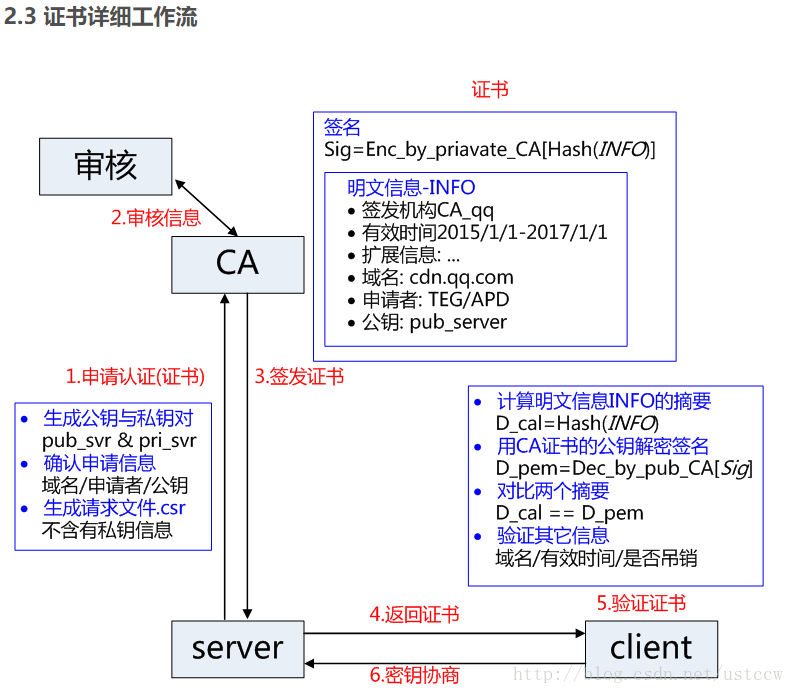 2.3 证书详细工作流
证书
签名
Sig=Enc_by_priavate_CA[Hash(INFO)]
明文信息-INFO
• 签发机构CA_qq
• 有效时间2015/1/1-2017/1/1
• 扩展信息: ...
• 域名: cdn.qq.com
• 申请者: TEG/APD
• 公钥: pub_server
审核
2.审核信息
CA
1.申请认证(证书)
3.签发证书
• 生成公钥与私钥对
pub_svr & pri_svr
• 确认申请信息
域名/申请者/公钥
• 生成请求文件.csr
不含有私钥信息
• 计算明文信息INFO的摘要
D_cal=Hash(INFO)
• 用CA证书的公钥解密签名
D_pem=Dec_by_pub_CA[Sig]
• 对比两个摘要
D_cal == D_pem
• 验证其它信息
域名/有效时间/是否吊销
4.返回证书
5.验证证书
server
client
6.密钥协商
http://blog.csdn.net/ustccw